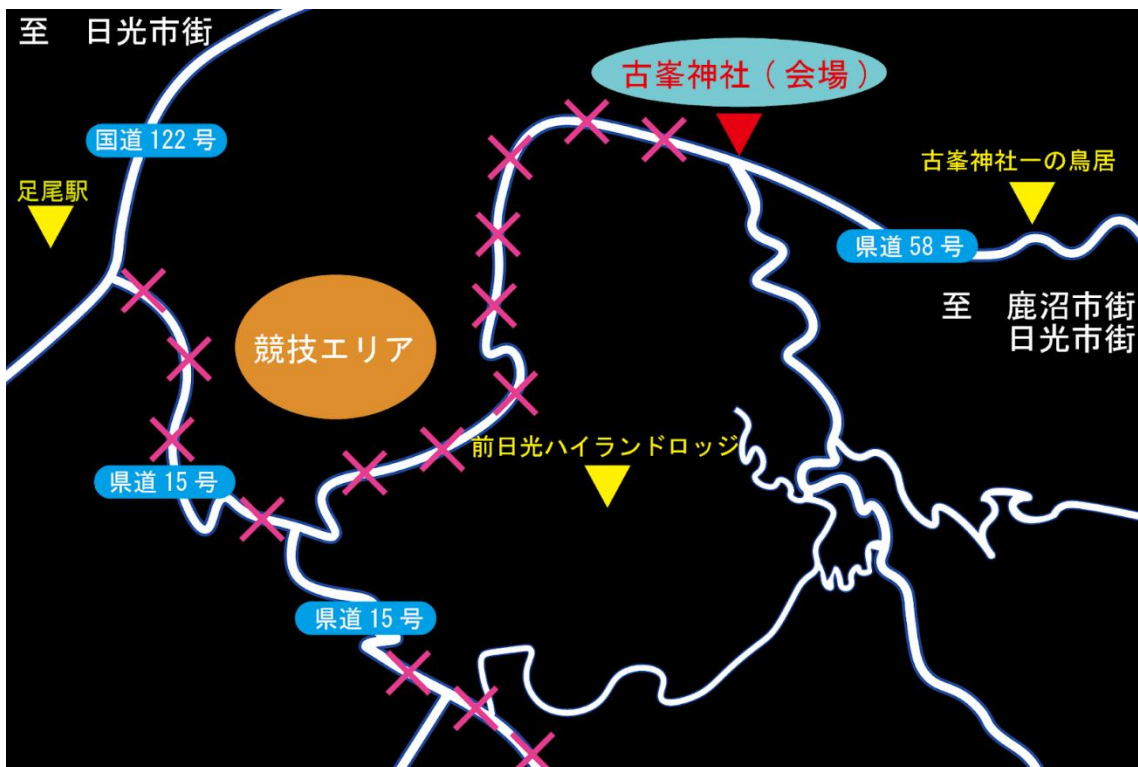 至　日光市街
古峯神社（会場）
国道 122 号
古峯神社一の鳥居
足尾駅
県道 58 号
至　鹿沼市街
日光市街
競技エリア
前日光ハイランドロッジ
県道 15 号
県道 15 号